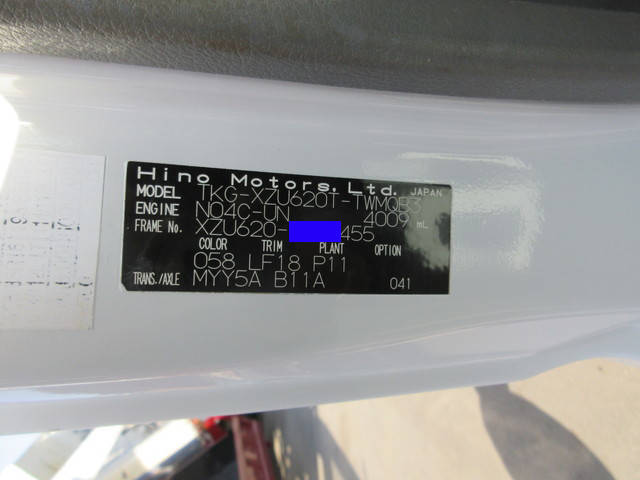 Hino Motors, Ltd. JAPAN
MODEL TKG-XZU620T-TWMQB3
ENGINE N04C-UN 4009 mL
FRAME No. XZU620- 455
COLOR TRIM PLANT OPTION
058 LF18 P11
TRANS./AXLE MYY5A B11A 041